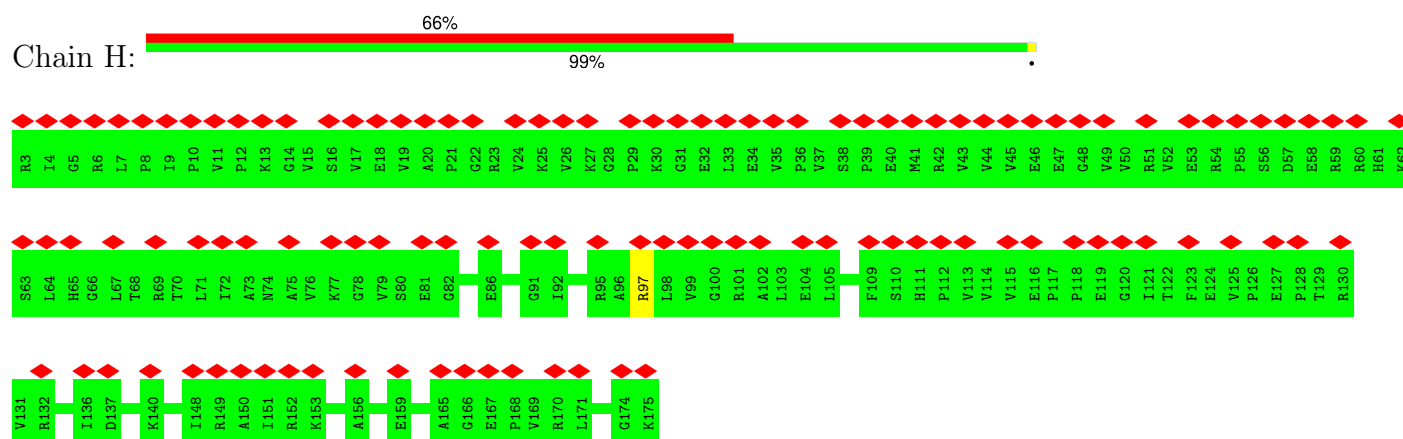 66%
Chain H:
99%
.
R3 I4 G5 R6 L7 P8 I9 P10 V11 P12 K13 G14 V15 S16 V17 E18 V19 A20 P21 G22 R23 V24 K25 V26 K27 G28 P29 K30 G31 E32 L33 E34 V35 P36 V37 S38 P39 E40 M41 R42 V43 V44 V45 E46 E47 G48 V49 V50 R51 V52 E53 R54 P55 S56 D57 E58 R59 R60 H61 K62
S63 L64 H65 G66 L67 T68 R69 T70 L71 I72 A73 N74 A75 V76 K77 G78 V79 S80 E81 G82 E86 G91 I92 R95 A96 R97 L98 V99 G100 R101 A102 L103 E104 L105 F109 S110 H111 P112 V113 V114 V115 E116 P117 P118 E119 G120 I121 T122 F123 E124 V125 P126 E127 P128 T129 R130
V131 R132 I136 D137 K140 I148 R149 A150 I151 R152 K153 A156 E159 A165 G166 E167 P168 V169 R170 L171 G174 K175